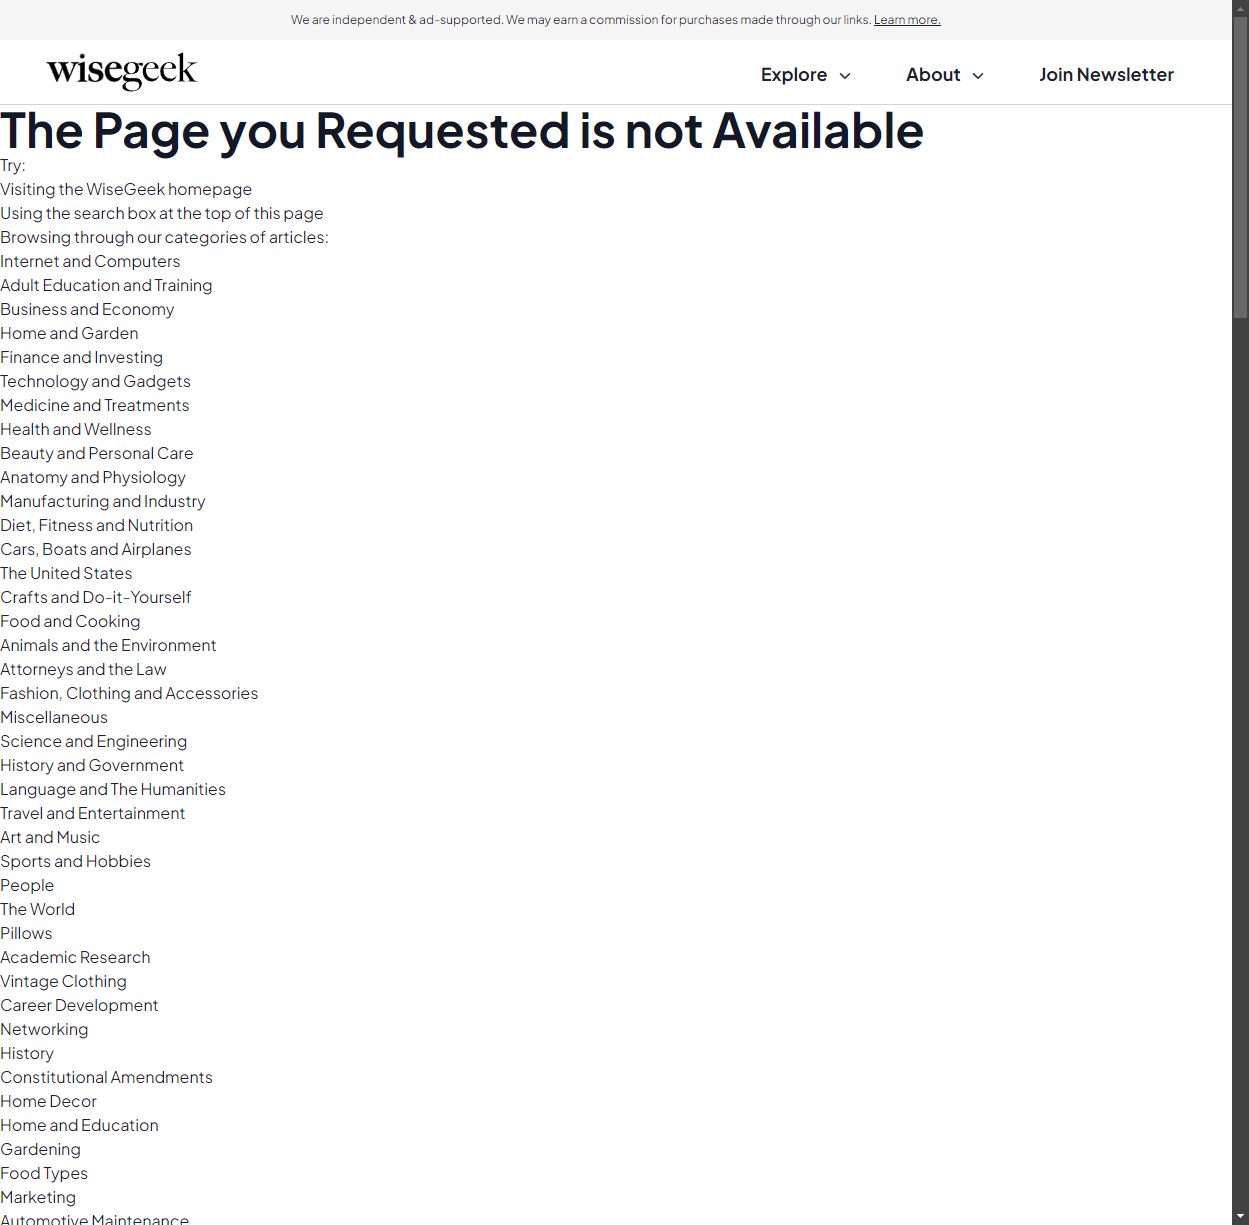 We are independent & ad-supported. We may earn a commission for purchases made through our links. Learn more.
wisegeek
Explore
About
Join Newsletter
The Page you Requested is not Available
Try:
Visiting the WiseGeek homepage
Using the search box at the top of this page
Browsing through our categories of articles:
Internet and Computers
Adult Education and Training
Business and Economy
Home and Garden
Finance and Investing
Technology and Gadgets
Medicine and Treatments
Health and Wellness
Beauty and Personal Care
Anatomy and Physiology
Manufacturing and Industry
Diet, Fitness and Nutrition
Cars, Boats and Airplanes
The United States
Crafts and Do-it-Yourself
Food and Cooking
Animals and the Environment
Attorneys and the Law
Fashion, Clothing and Accessories
Miscellaneous
Science and Engineering
History and Government
Language and The Humanities
Travel and Entertainment
Art and Music
Sports and Hobbies
People
The World
Pillows
Academic Research
Vintage Clothing
Career Development
Networking
History
Constitutional Amendments
Home Decor
Home and Education
Gardening
Food Types
Marketing
Automotive Maintenance